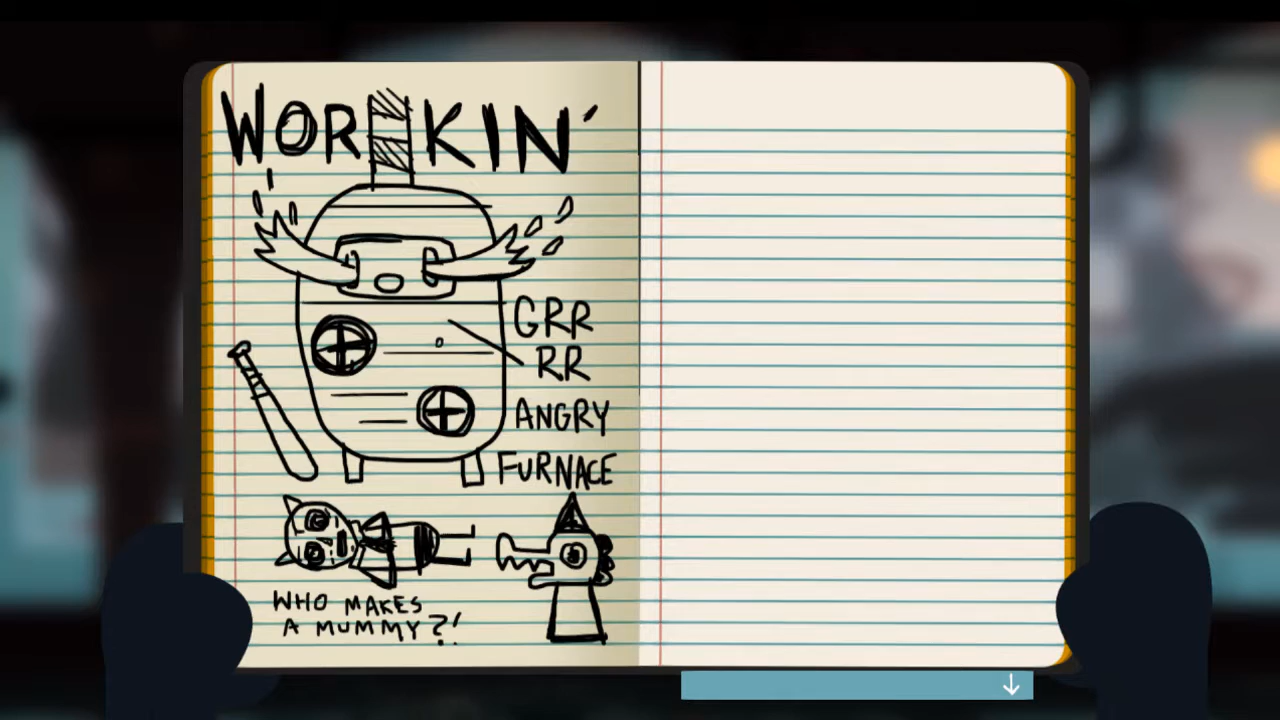 WORKIN'
GRR
RR
ANGRY
FURNACE
WHO MAKES
A MUMMY?!